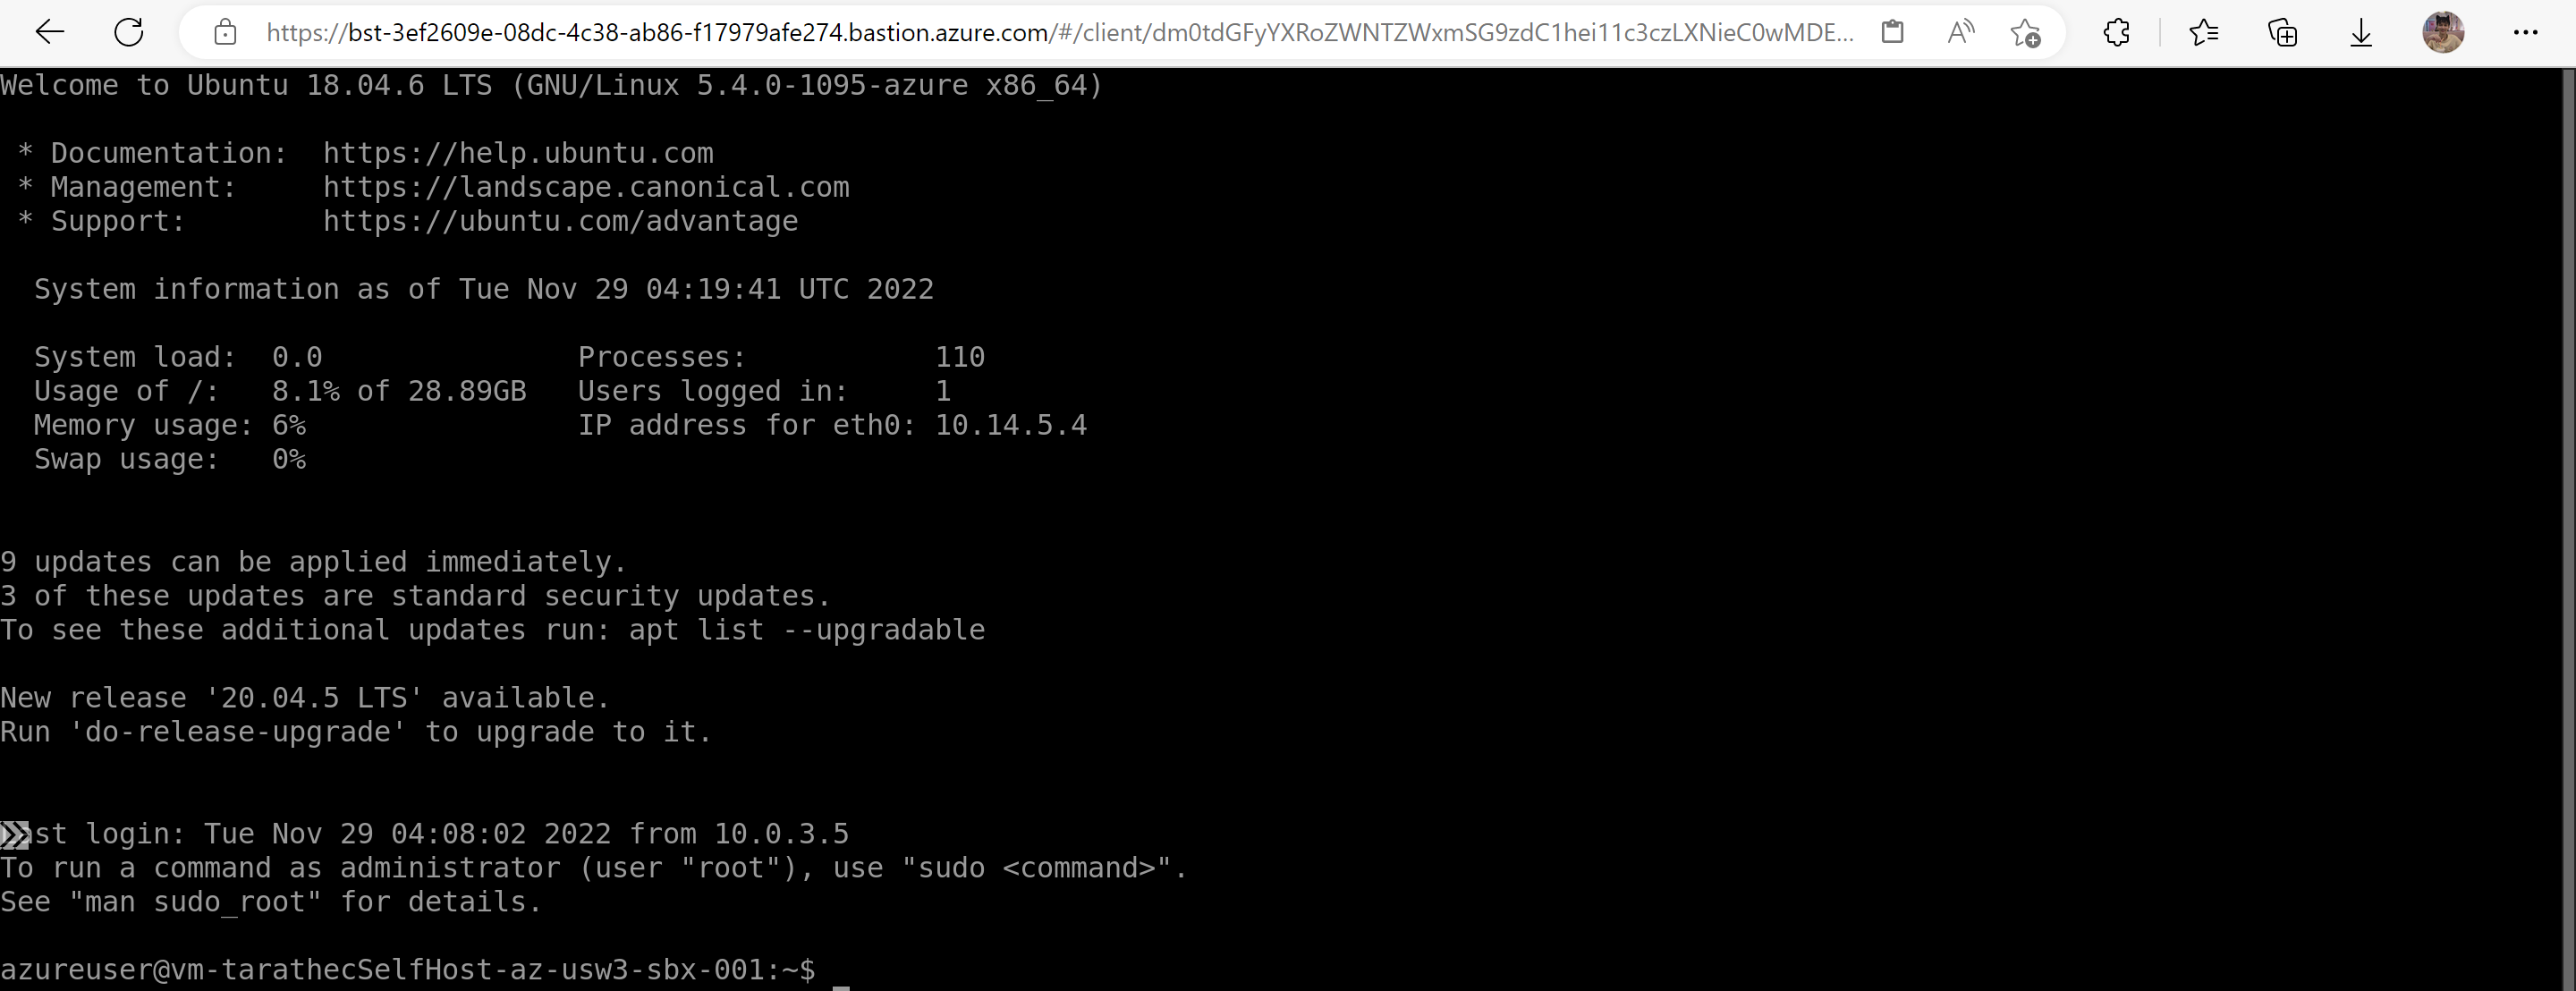 https://bst-3ef2609e-08dc-4c38-ab86-f17979afe274.bastion.azure.com/#/client/dm0tdGFyYXRoZWNTZWxmSG9zdC1hei11c3czLXNieC0wMDE...
Welcome to Ubuntu 18.04.6 LTS (GNU/Linux 5.4.0-1095-azure x86_64)
* Documentation: https://help.ubuntu.com
* Management: https://landscape.canonical.com
* Support: https://ubuntu.com/advantage
System information as of Tue Nov 29 04:19:41 UTC 2022
System load: 0.0 Processes: 110
Usage of /: 8.1% of 28.89GB Users logged in: 1
Memory usage: 6% IP address for eth0: 10.14.5.4
Swap usage: 0%
9 updates can be applied immediately.
3 of these updates are standard security updates.
To see these additional updates run: apt list --upgradable
New release '20.04.5 LTS' available.
Run 'do-release-upgrade' to upgrade to it.
Last login: Tue Nov 29 04:08:02 2022 from 10.0.3.5
To run a command as administrator (user "root"), use "sudo <command>".
See "man sudo_root" for details.
azureuser@vm-tarathecSelfHost-az-usw3-sbx-001:~$